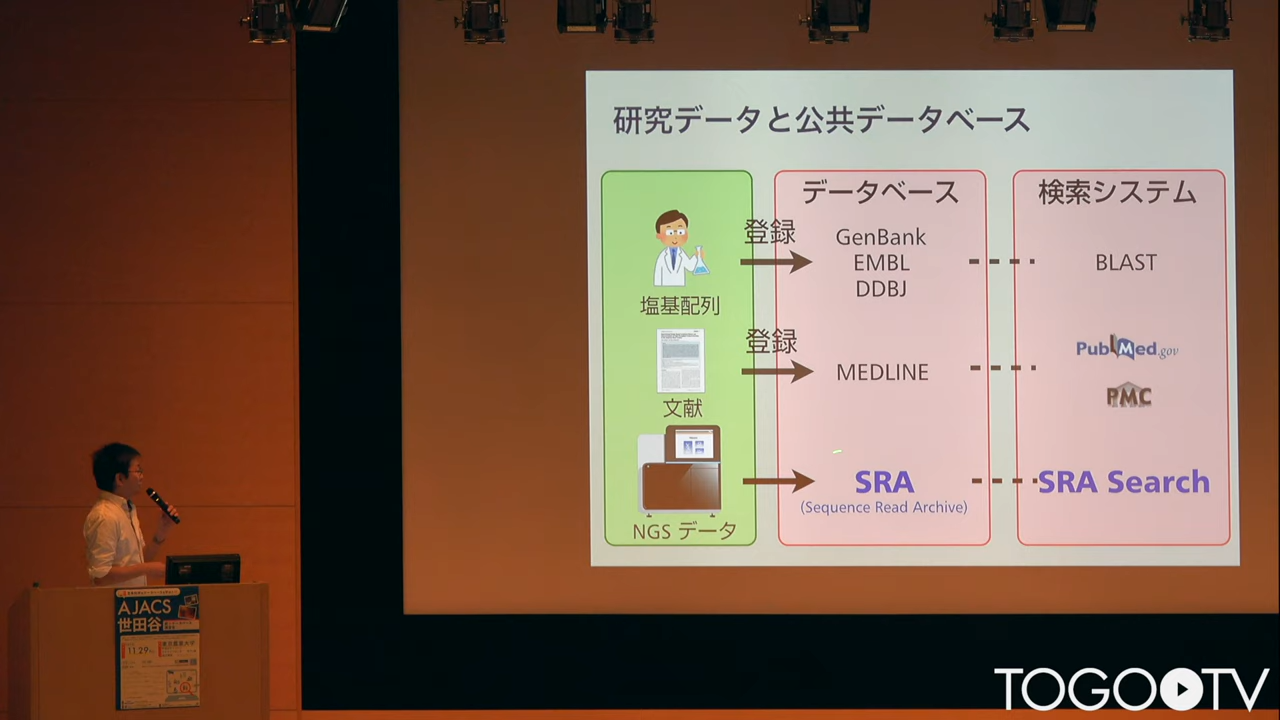 研究データと公共データベース
データベース
検索システム
登録
GenBank
EMBL
DDBJ
BLAST
塩基配列
登録
MEDLINE
PubMed.gov
PMC
文献
SRA
(Sequence Read Archive)
SRA Search
NGS データ
AJACS
世田谷
11.29
TOGOTV